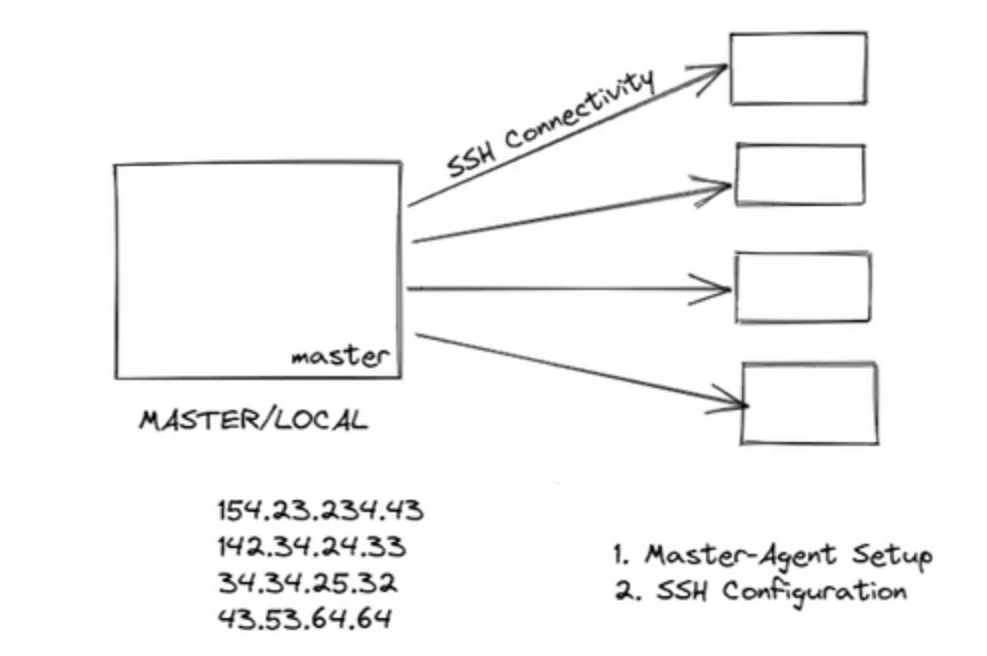 SSH Connectivity
master
MASTER/LOCAL
154.23.234.43
142.34.24.33
34.34.25.32
43.53.64.64
1. Master-Agent Setup
2. SSH Configuration